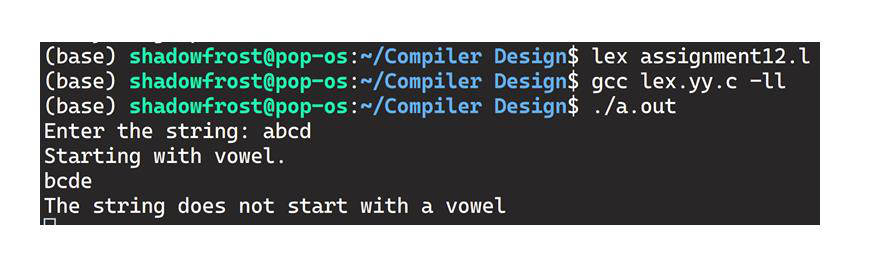 (base) shadowfrost@pop-os:~/Compiler Design$ lex assignment12.l
(base) shadowfrost@pop-os:~/Compiler Design$ gcc lex.yy.c -ll
(base) shadowfrost@pop-os:~/Compiler Design$ ./a.out
Enter the string: abcd
Starting with vowel.
bcde
The string does not start with a vowel